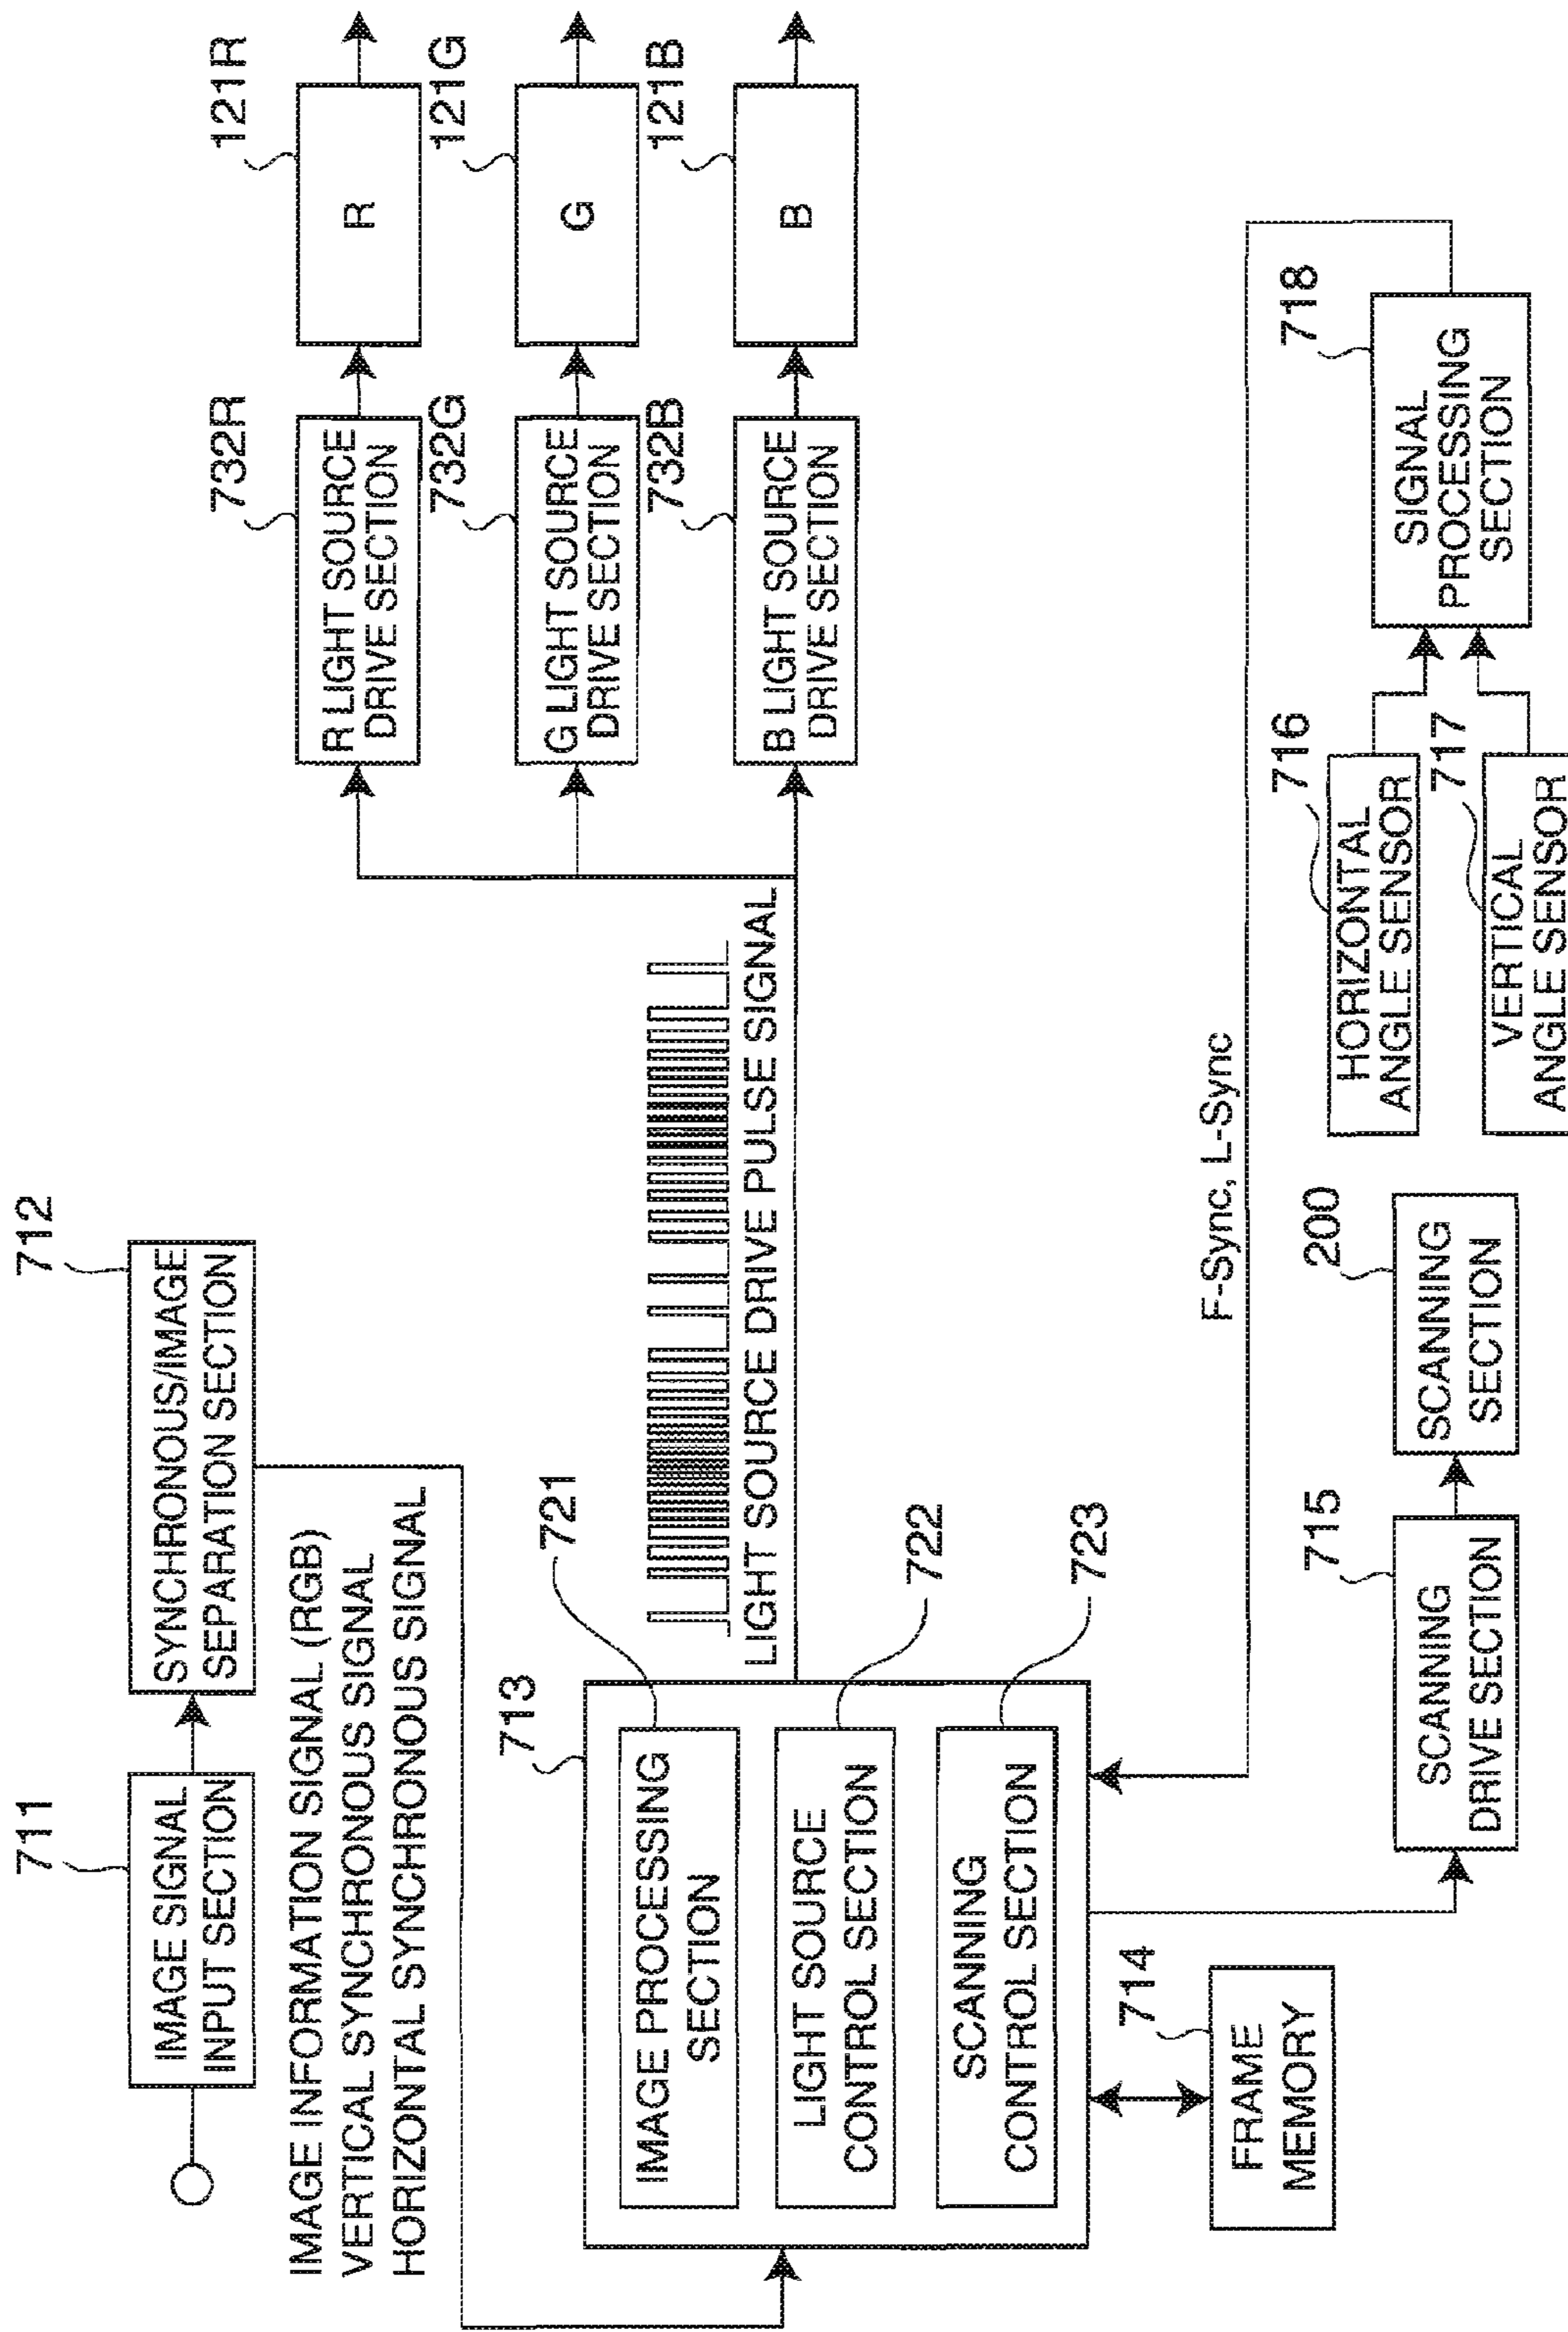 711
IMAGE SIGNAL
INPUT SECTION
712
SYNCHRONOUS/IMAGE
SEPARATION SECTION
IMAGE INFORMATION SIGNAL (RGB)
VERTICAL SYNCHRONOUS SIGNAL
HORIZONTAL SYNCHRONOUS SIGNAL
713
IMAGE PROCESSING
SECTION
721
LIGHT SOURCE
CONTROL SECTION
722
SCANNING
CONTROL SECTION
723
LIGHT SOURCE DRIVE PULSE SIGNAL
732R
R LIGHT SOURCE
DRIVE SECTION
121R
R
732G
G LIGHT SOURCE
DRIVE SECTION
121G
G
732B
B LIGHT SOURCE
DRIVE SECTION
121B
B
F-Sync, L-Sync
714
FRAME
MEMORY
715
SCANNING
DRIVE SECTION
200
SCANNING
SECTION
716
HORIZONTAL
ANGLE SENSOR
717
VERTICAL
ANGLE SENSOR
718
SIGNAL
PROCESSING
SECTION